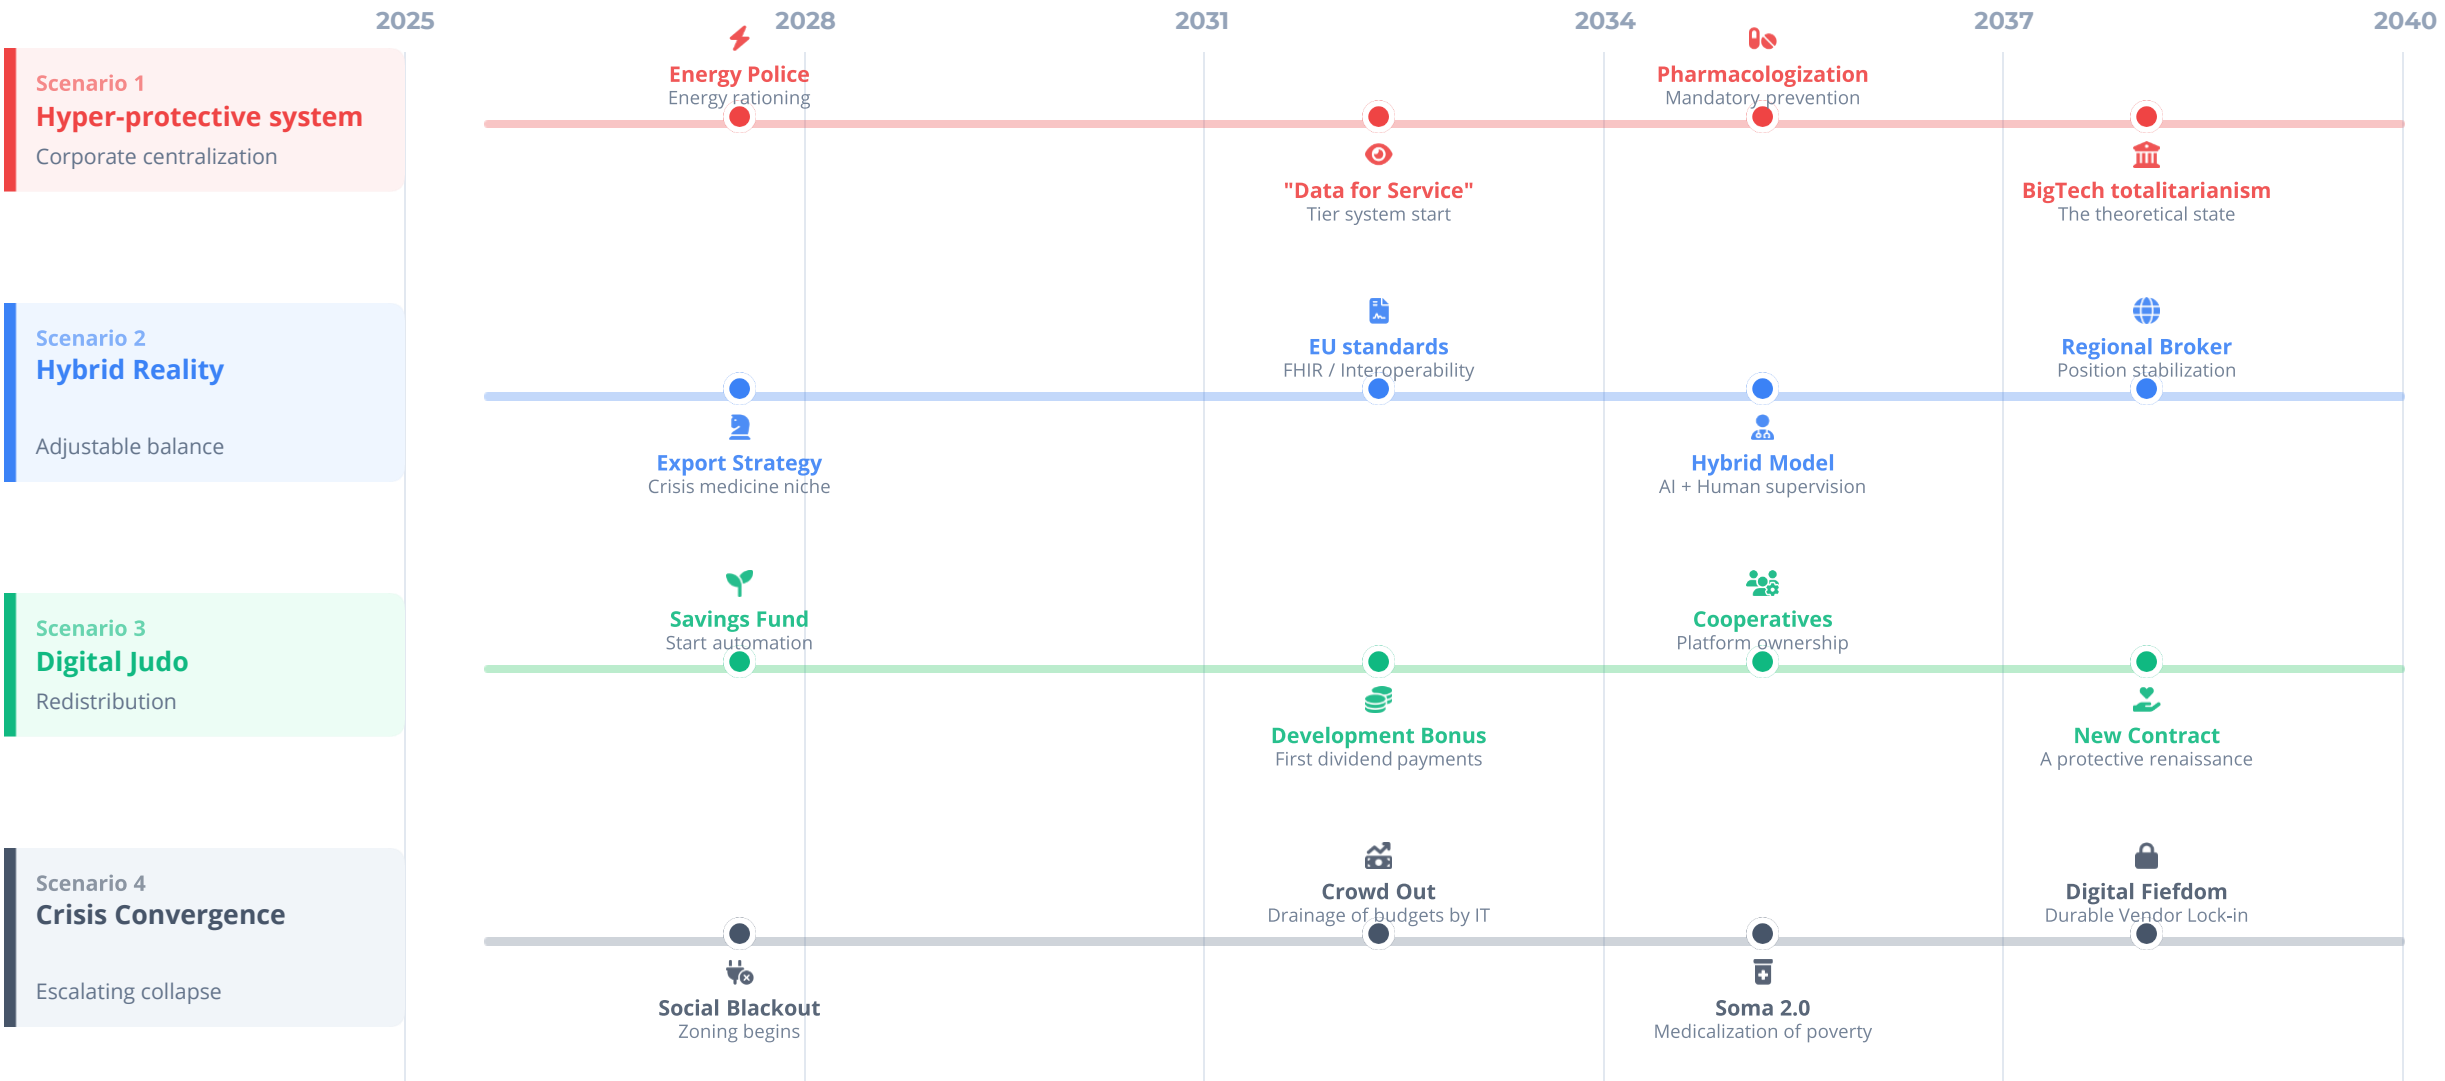 2025
2028
2031
2034
2037
2040
Scenario 1
Hyper-protective system
Corporate centralization
Energy Police
Energy rationing
"Data for Service"
Tier system start
Pharmacologization
Mandatory prevention
BigTech totalitarianism
The theoretical state
Scenario 2
Hybrid Reality
Adjustable balance
Export Strategy
Crisis medicine niche
EU standards
FHIR / Interoperability
Hybrid Model
AI + Human supervision
Regional Broker
Position stabilization
Scenario 3
Digital Judo
Redistribution
Savings Fund
Start automation
Development Bonus
First dividend payments
Cooperatives
Platform ownership
New Contract
A protective renaissance
Scenario 4
Crisis Convergence
Escalating collapse
Social Blackout
Zoning begins
Crowd Out
Drainage of budgets by IT
Soma 2.0
Medicalization of poverty
Digital Fiefdom
Durable Vendor Lock-in